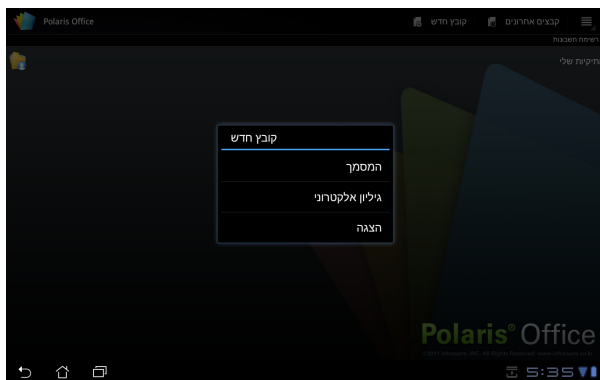 Polaris Office
קובץ חדש
קבצים אחרונים
רשימת חשבונות
תיקיות שלי
קובץ חדש
המסמך
גיליון אלקטרוני
הצגה
Polaris® Office
5:35